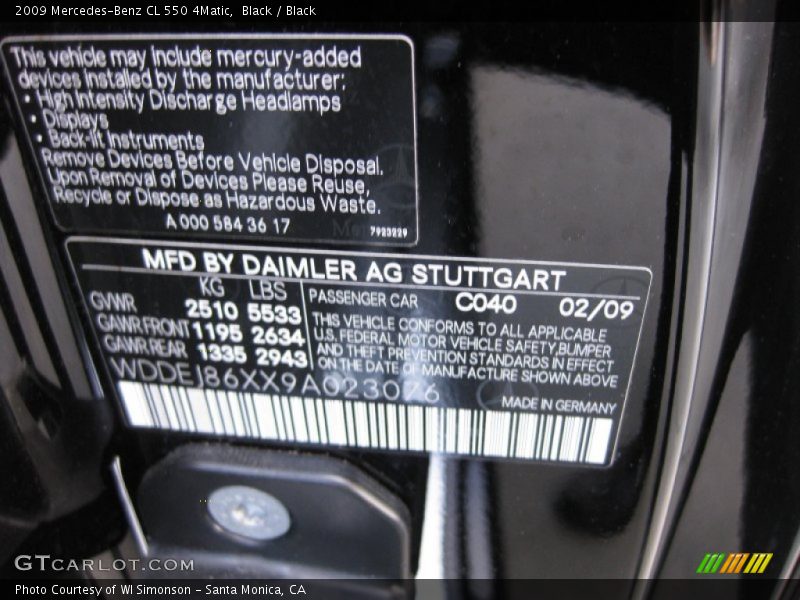 2009 Mercedes-Benz CL 550 4Matic, Black / Black
This vehicle may include mercury-added
devices installed by the manufacturer:
• High Intensity Discharge Headlamps
• Displays
• Back-lit Instruments
Remove Devices Before Vehicle Disposal.
Upon Removal of Devices Please Reuse,
Recycle or Dispose as Hazardous Waste.
A 000 584 36 17
7923229
MFD BY DAIMLER AG STUTTGART
KG LBS
GVWR 2510 5533
GAWR FRONT 1195 2634
GAWR REAR 1335 2943
PASSENGER CAR C040 02/09
THIS VEHICLE CONFORMS TO ALL APPLICABLE
U.S. FEDERAL MOTOR VEHICLE SAFETY,BUMPER
AND THEFT PREVENTION STANDARDS IN EFFECT
ON THE DATE OF MANUFACTURE SHOWN ABOVE
WDDEJ86XX9A023076
MADE IN GERMANY
GTCARLOT.COM
Photo Courtesy of WI Simonson - Santa Monica, CA